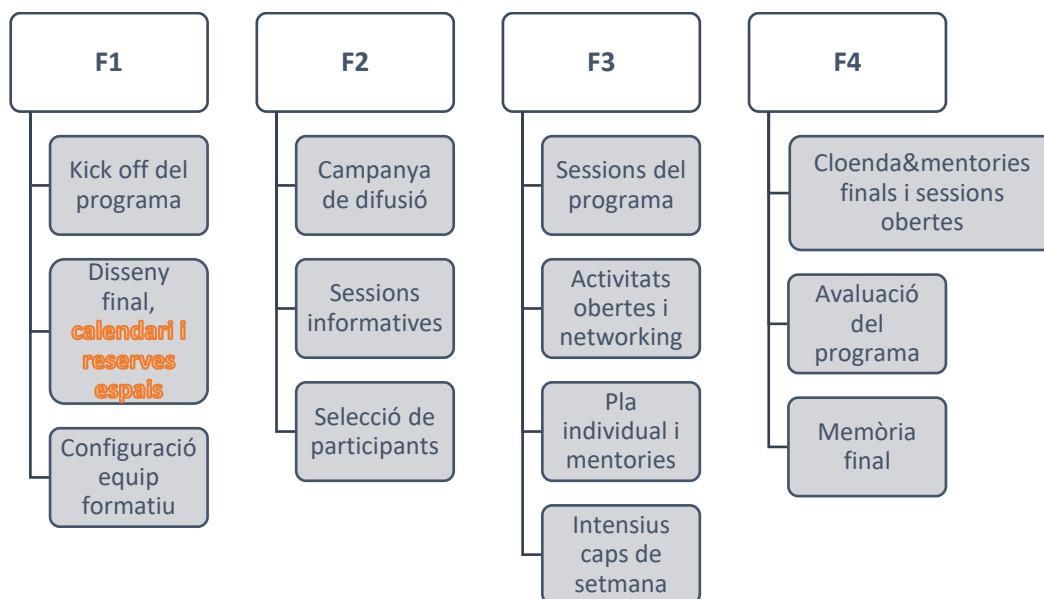 F1
Kick off del
programa
Disseny
final,
calendari i
reserves
espais
Configuració
equip
formatiu
F2
Campanya
de difusió
Sessions
informatives
Selecció de
participants
F3
Sessions del
programa
Activitats
obertes i
networking
Pla
individual i
mentories
Intensius
caps de
setmana
F4
Cloenda&mentories
finals i sessions
obertes
Avaluació
del
programa
Memòria
final